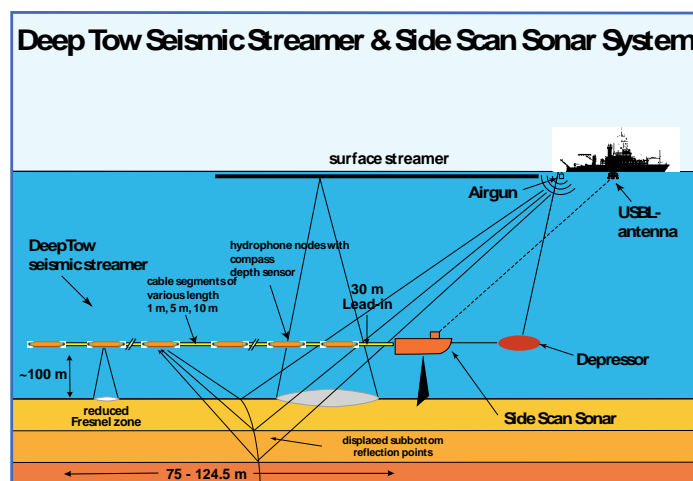 Deep Tow Seismic Streamer & Side Scan Sonar System
surface streamer
Airgun
USBL-
antenna
DeepTow
seismic streamer
hydrophone nodes with
compass
depth sensor
cable segments of
various length
1 m, 5 m, 10 m
30 m
Lead-in
Depressor
~100 m
reduced
Fresnel zone
Side Scan Sonar
displaced subbottom
reflection points
75 - 124.5 m